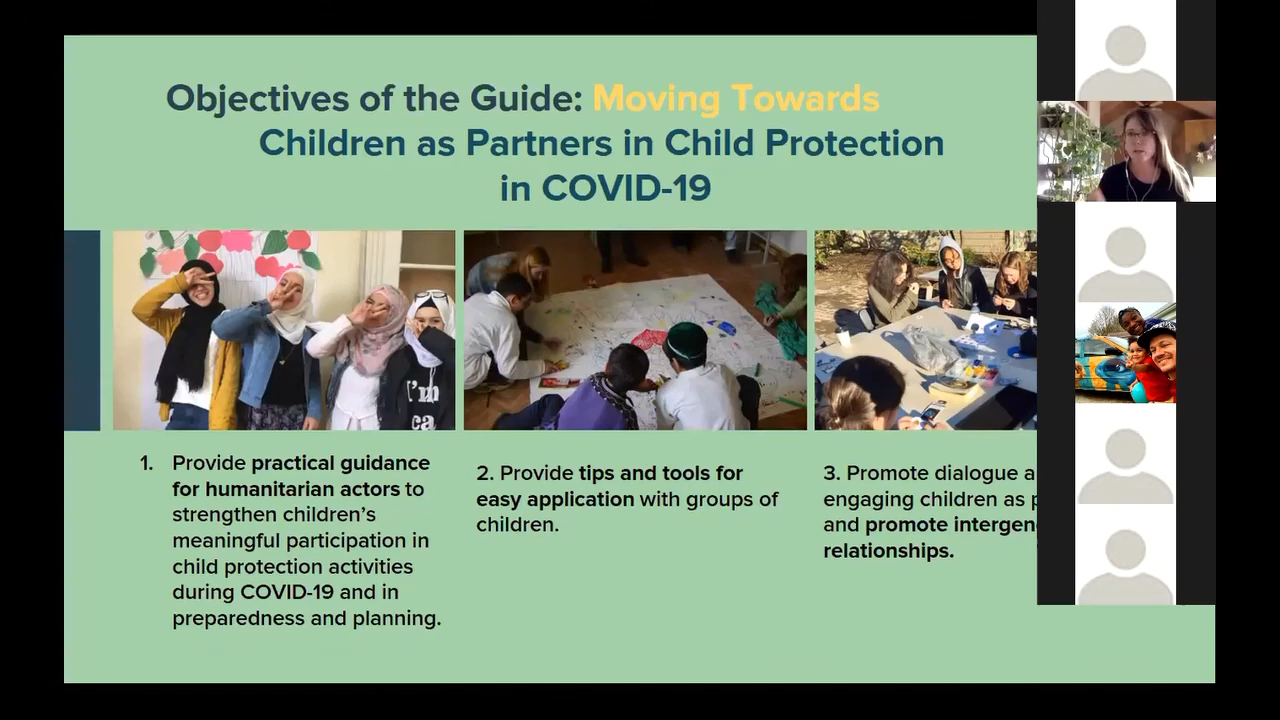 Objectives of the Guide: Moving Towards
Children as Partners in Child Protection
in COVID-19
1. Provide practical guidance
for humanitarian actors to
strengthen children’s
meaningful participation in
child protection activities
during COVID-19 and in
preparedness and planning.
2. Provide tips and tools for
easy application with groups of
children.
3. Promote dialogue
engaging children as
and promote
relationships.
I'm